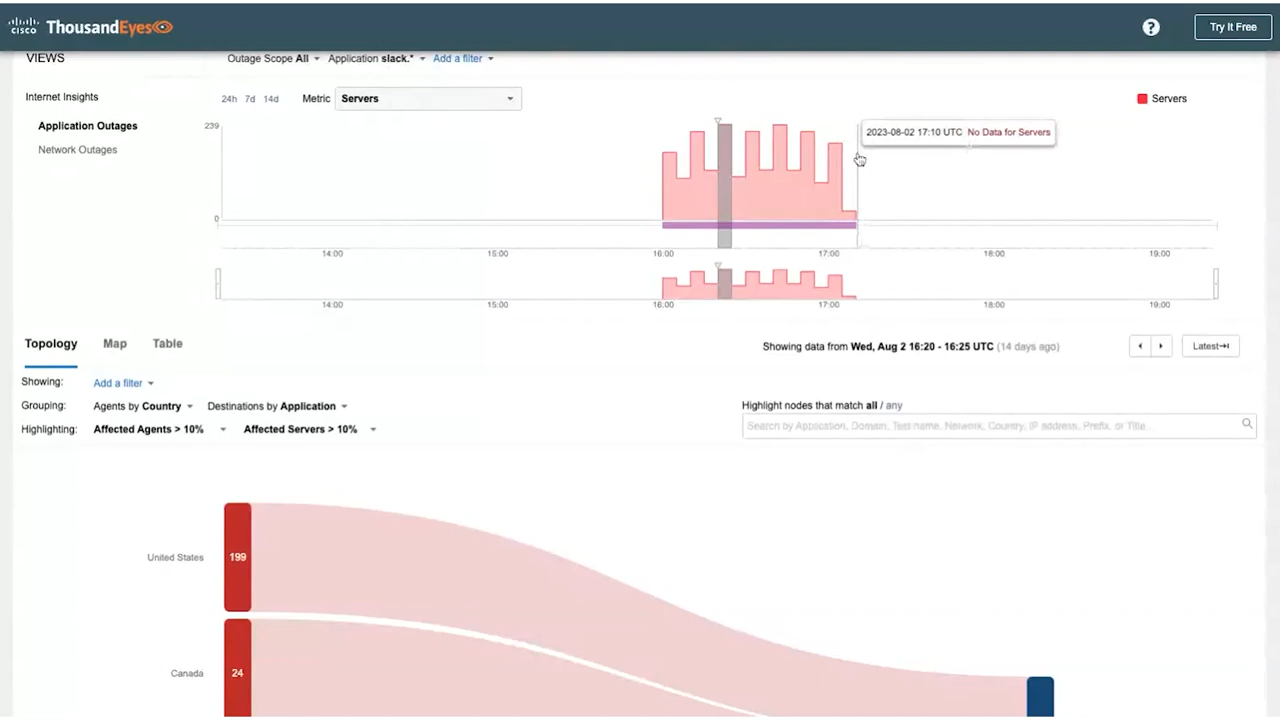 CISCO ThousandEyes ? Try It Free
VIEWS
Outage Scope All Application slack.* Add a filter
Internet Insights
24h 7d 14d Metric Servers Servers
Application Outages
Network Outages
239
0
2023-08-02 17:10 UTC No Data for Servers
14:00 15:00 16:00 17:00 18:00 19:00
14:00 15:00 16:00 17:00 18:00 19:00
Topology Map Table
Showing data from Wed, Aug 2 16:20 - 16:25 UTC (14 days ago) Latest
Showing: Add a filter
Grouping: Agents by Country Destinations by Application
Highlighting: Affected Agents > 10% Affected Servers > 10%
Highlight nodes that match all / any
Search by Application, Domain, Test name, Network, Country, IP address, Prefix, or Title...
United States 199
Canada 24